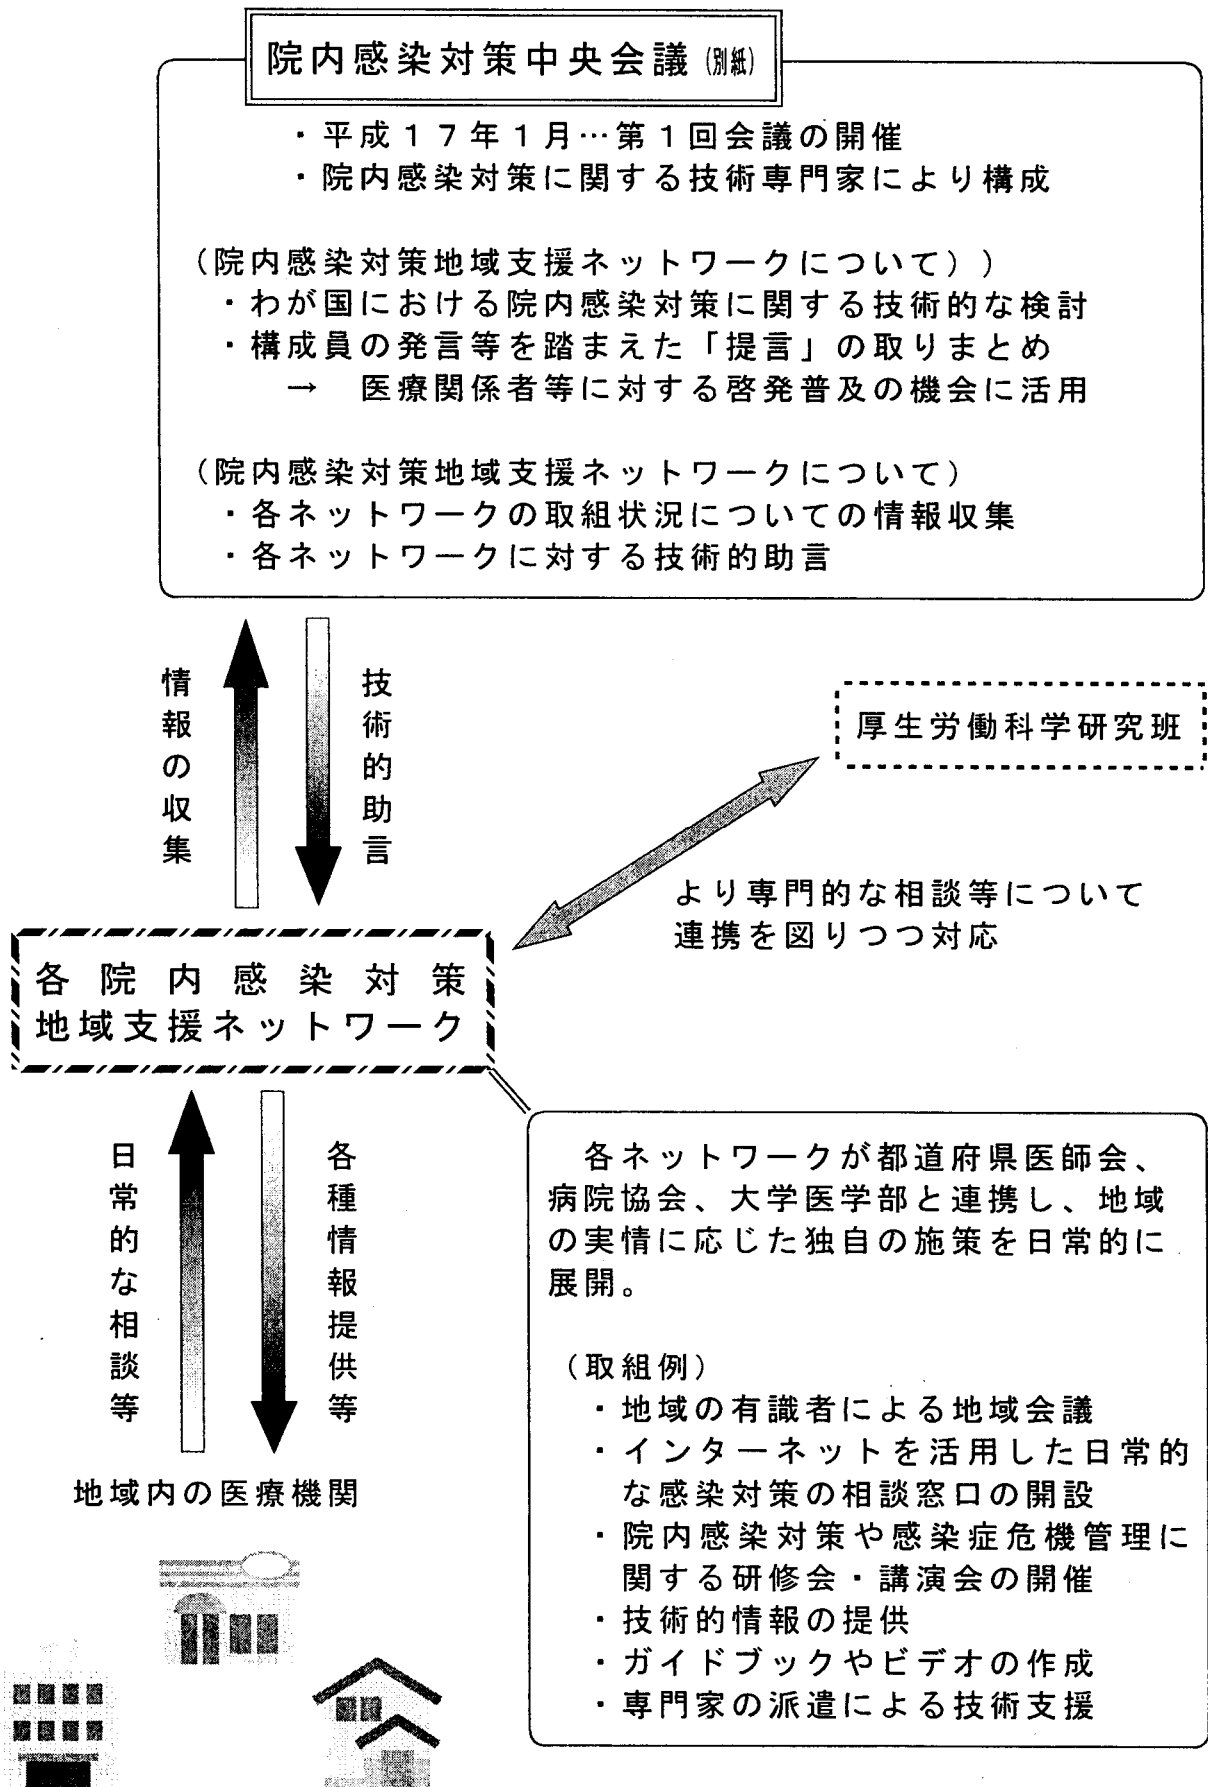 院内感染対策中央会議(別紙)
・平成17年1月…第1回会議の開催
・院内感染対策に関する技術専門家により構成
(院内感染対策地域支援ネットワークについて))
・わが国における院内感染対策に関する技術的な検討
・構成員の発言等を踏まえた「提言」の取りまとめ
→ 医療関係者等に対する啓発普及の機会に活用
(院内感染対策地域支援ネットワークについて)
・各ネットワークの取組状況についての情報収集
・各ネットワークに対する技術的助言
情報の収集
技術的助言
厚生労働科学研究班
より専門的な相談等について
連携を図りつつ対応
各院内感染対策
地域支援ネットワーク
日常的な相談等
各種情報提供等
地域内の医療機関
各ネットワークが都道府県医師会、
病院協会、大学医学部と連携し、地域
の実情に応じた独自の施策を日常的に
展開。
(取組例)
・地域の有識者による地域会議
・インターネットを活用した日常的
な感染対策の相談窓口の開設
・院内感染対策や感染症危機管理に
関する研修会・講演会の開催
・技術的情報の提供
・ガイドブックやビデオの作成
・専門家の派遣による技術支援